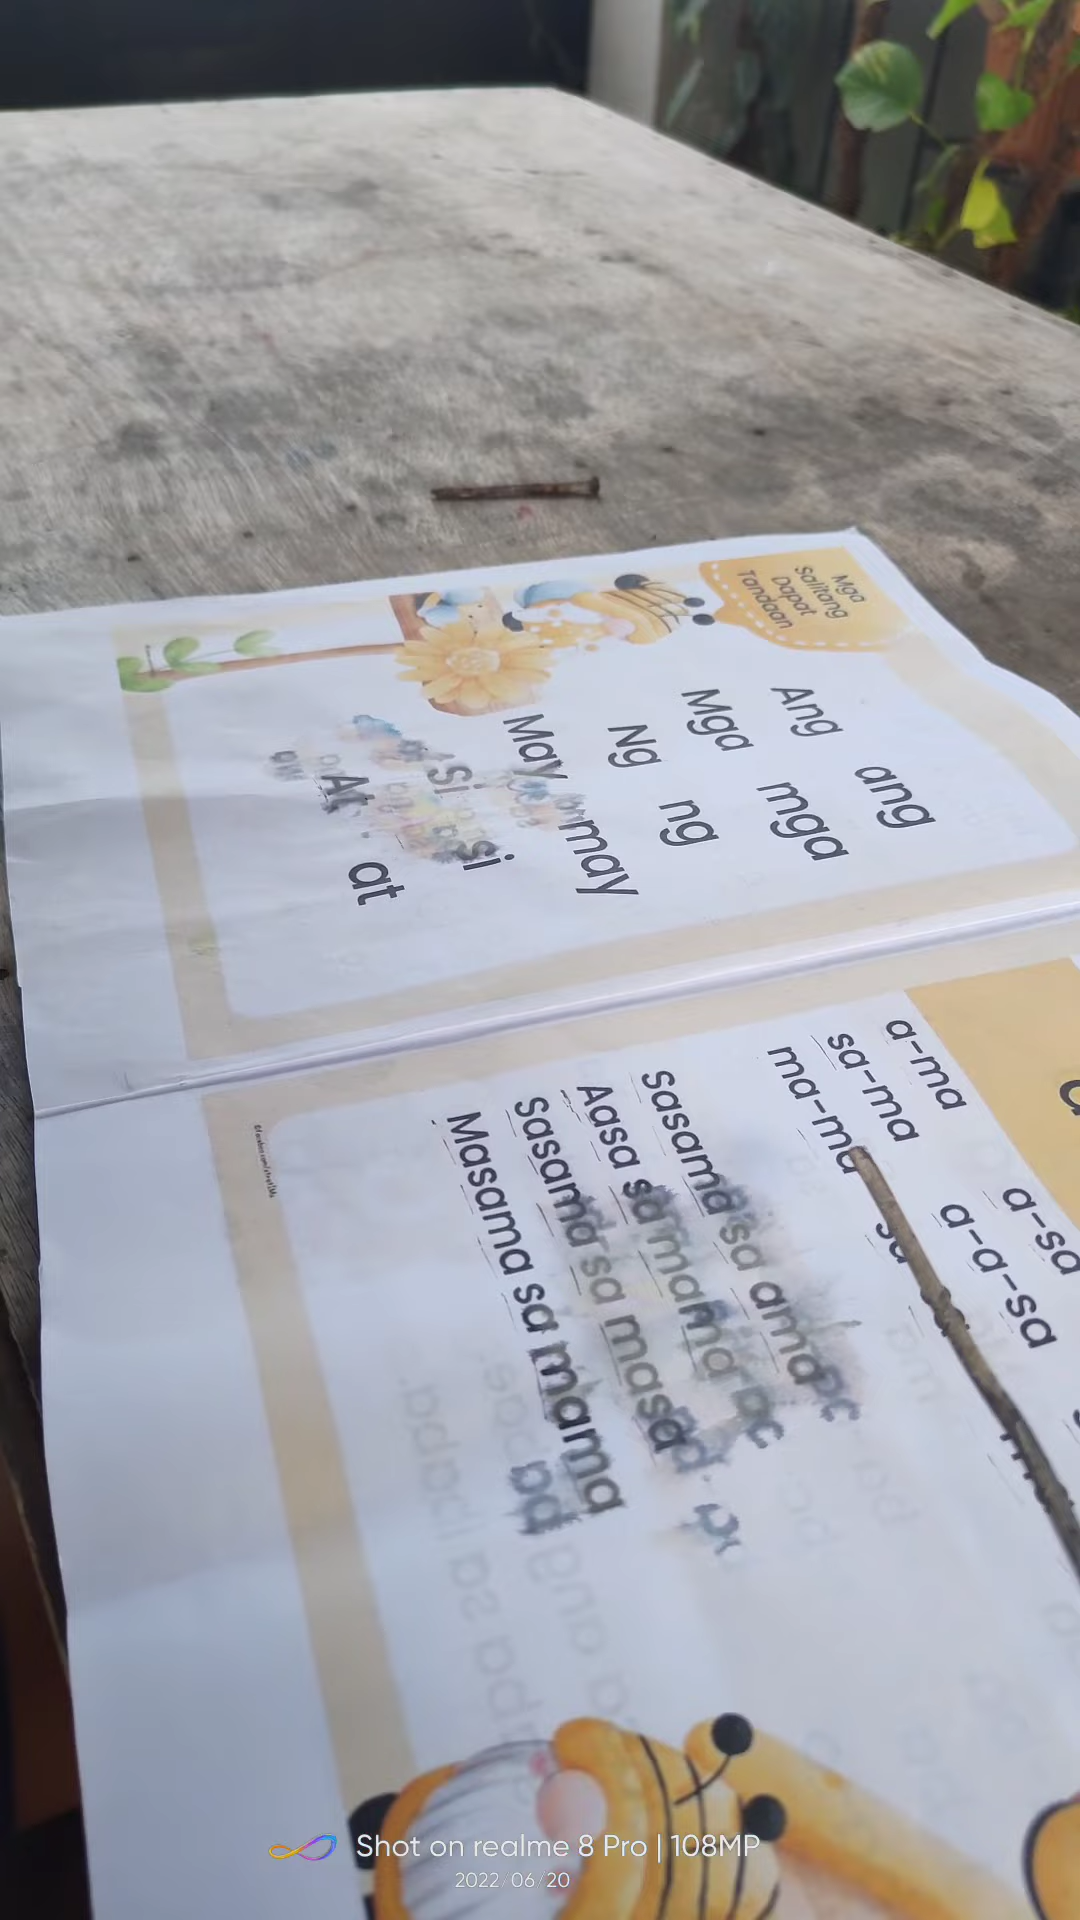 Mga
Salitang
Dapat
Tandaan
Ang ang
Mga mga
Ng ng
May may
Si si
At at
a-ma a-sa
sa-ma a-a-sa
ma-ma
sasama sa ama
Aasa sa mama
sasama sa masa
Masama sa mama
Shot on realme 8 Pro | 108MP
2022/06/20